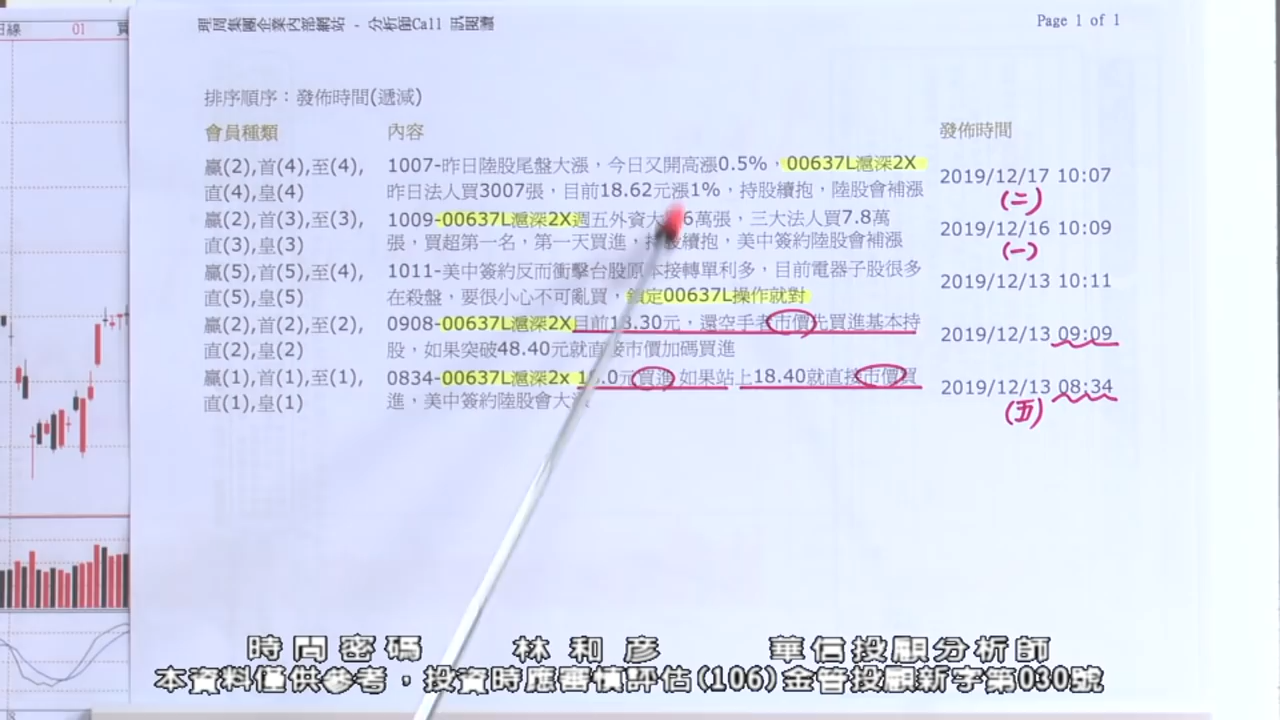 日線
01
買
理周集團企業內部網站 - 分析師Call 訊閱讀
Page 1 of 1
排序順序：發佈時間(遞減)
會員種類 內容 發佈時間
贏(2),首(4),至(4), 1007-昨日陸股尾盤大漲，今日又開高漲0.5%，00637L滬深2X
直(4),皇(4) 昨日法人買3007張，目前18.62元漲1%，持股續抱，陸股會補漲
2019/12/17 10:07
(二)
贏(2),首(3),至(3), 1009-00637L滬深2X週五外資大 6萬張，三大法人買7.8萬
直(3),皇(3) 張，買超第一名，第一天買進，持股續抱，美中簽約陸股會補漲
2019/12/16 10:09
(一)
贏(5),首(5),至(4), 1011-美中簽約反而衝擊台股原本接轉單利多，目前電器子股很多
直(5),皇(5) 在殺盤，要很小心不可亂買，鎖定00637L操作就對
2019/12/13 10:11
贏(2),首(2),至(2), 0908-00637L滬深2X目前18.30元，還空手者市價先買進基本持
直(2),皇(2) 股，如果突破48.40元就直接市價加碼買進
2019/12/13 09:09
贏(1),首(1),至(1), 0834-00637L滬深2x .0元買進 如果站上18.40就直接市價買
直(1),皇(1) 進，美中簽約陸股會大漲
2019/12/13 08:34
(五)
時間密碼 林和彥 華信投顧分析師
本資料僅供參考，投資時應審慎評估(106)金管投顧新字第030號